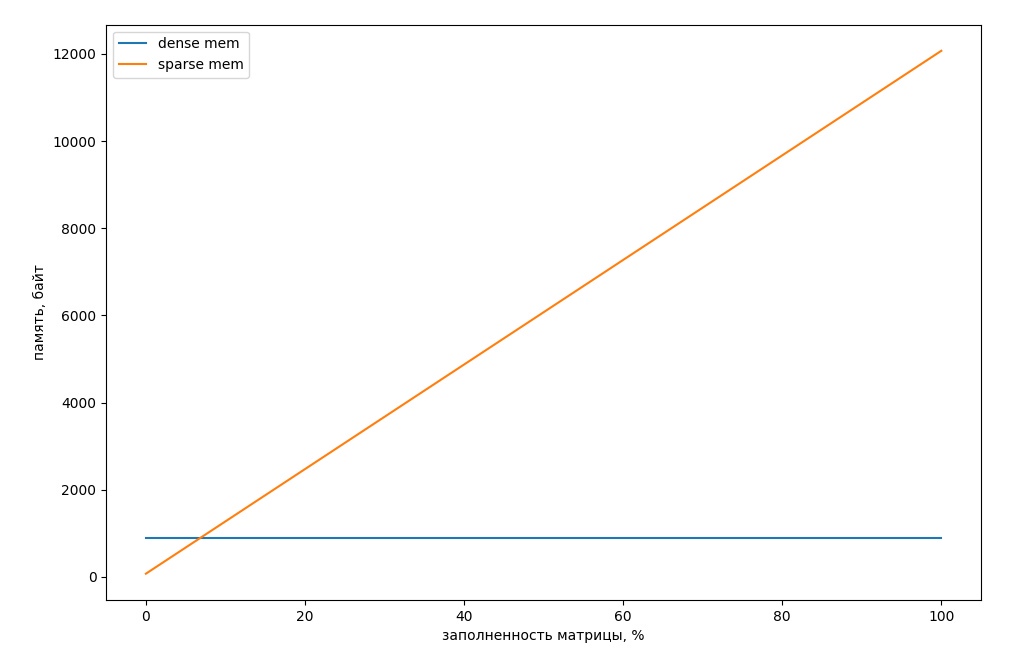 dense mem
sparse mem
12000
10000
8000
6000
4000
2000
0
память, байт
0 20 40 60 80 100
заполненность матрицы, %